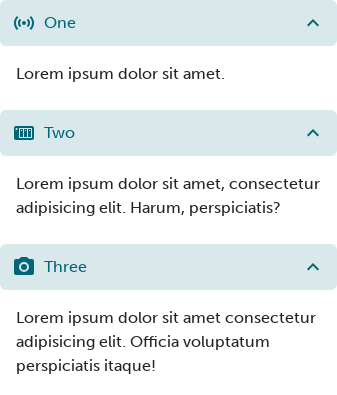 One
Lorem ipsum dolor sit amet.
Two
Lorem ipsum dolor sit amet, consectetur
adipisicing elit. Harum, perspiciatis?
Three
Lorem ipsum dolor sit amet consectetur
adipisicing elit. Officia voluptatum
perspiciatis itaque!